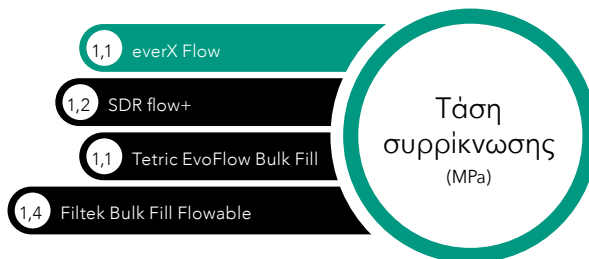 1,1 everX Flow
1,2 SDR flow+
1,1 Tetric EvoFlow Bulk Fill
1,4 Filtek Bulk Fill Flowable
Τάση
συρρίκνωσης
(MPa)